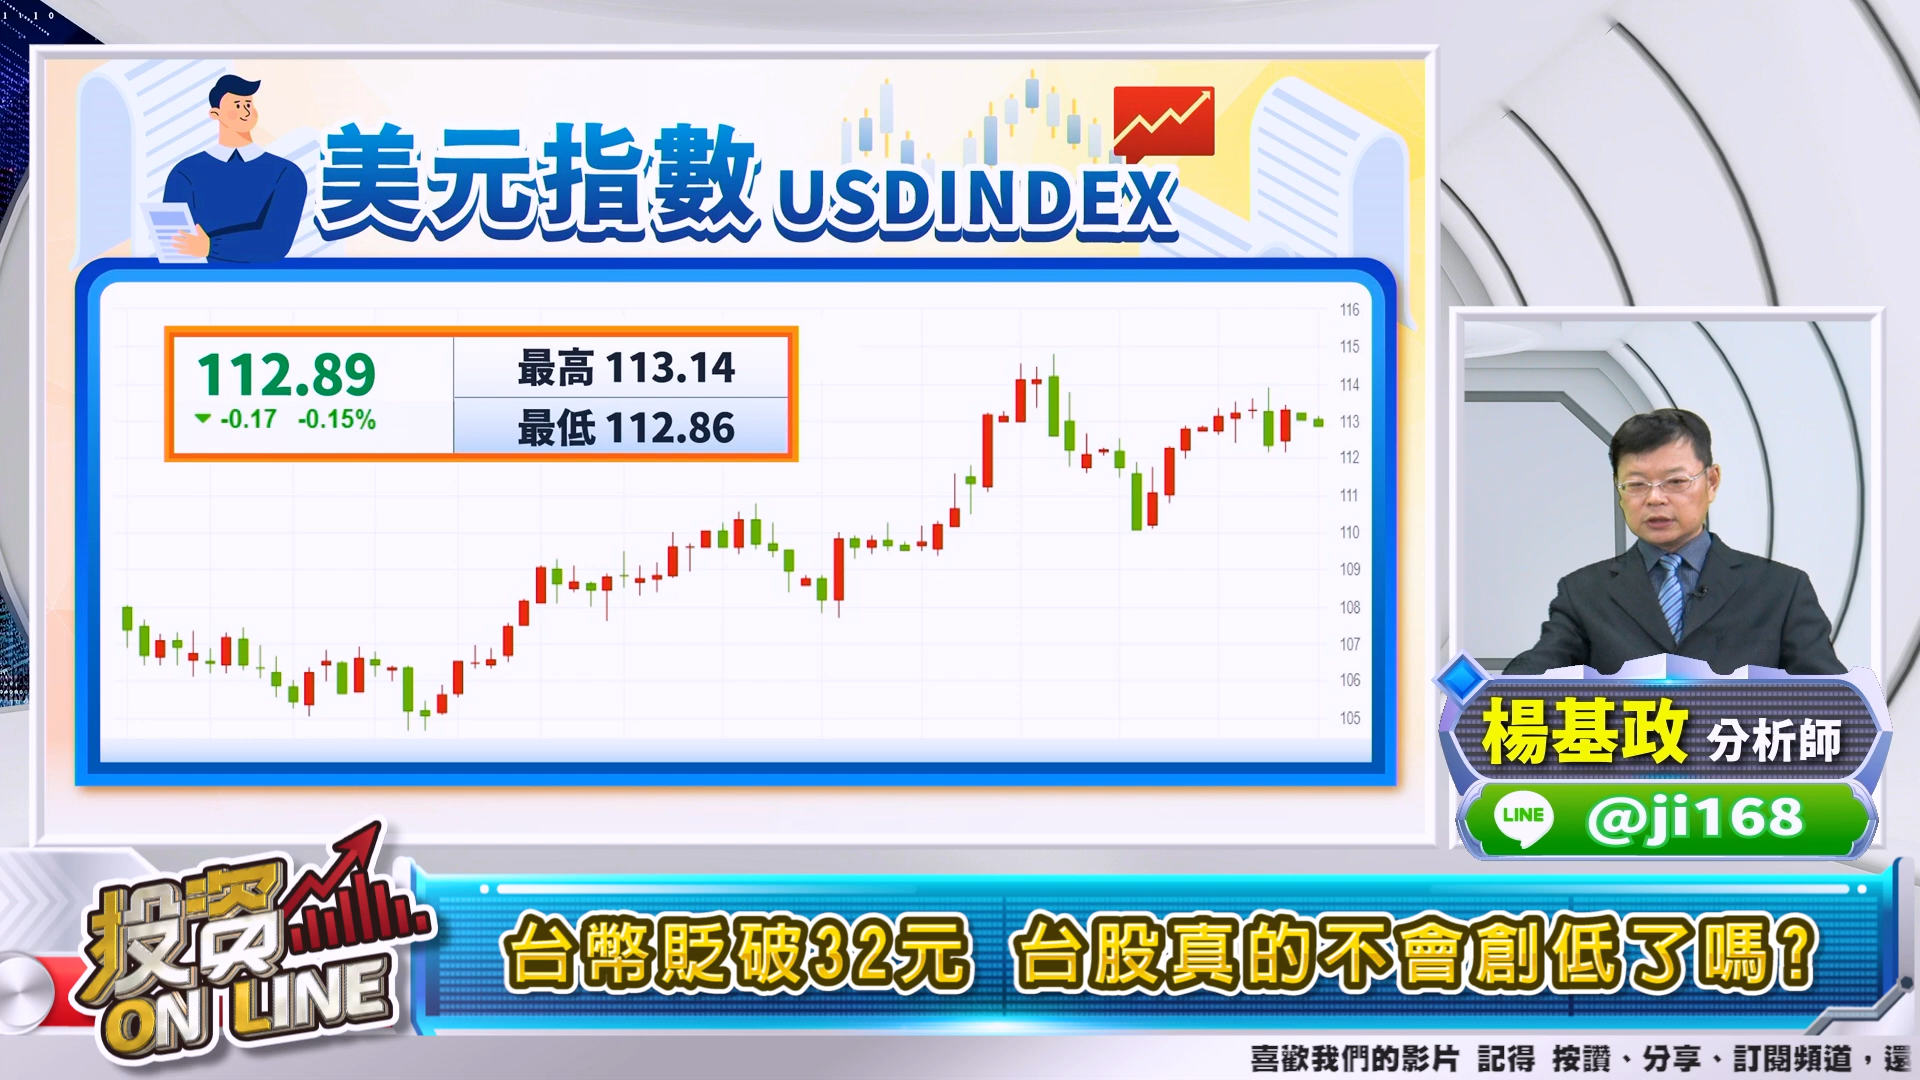 美元指數 USDINDEX
112.89
▼ -0.17 -0.15%
最高 113.14
最低 112.86
116
115
114
113
112
111
110
109
108
107
106
105
楊基政 分析師
LINE @ji168
投資
ON LINE
台幣貶破32元 台股真的不會創低了嗎?
喜歡我們的影片 記得 按讚、分享、訂閱頻道,還